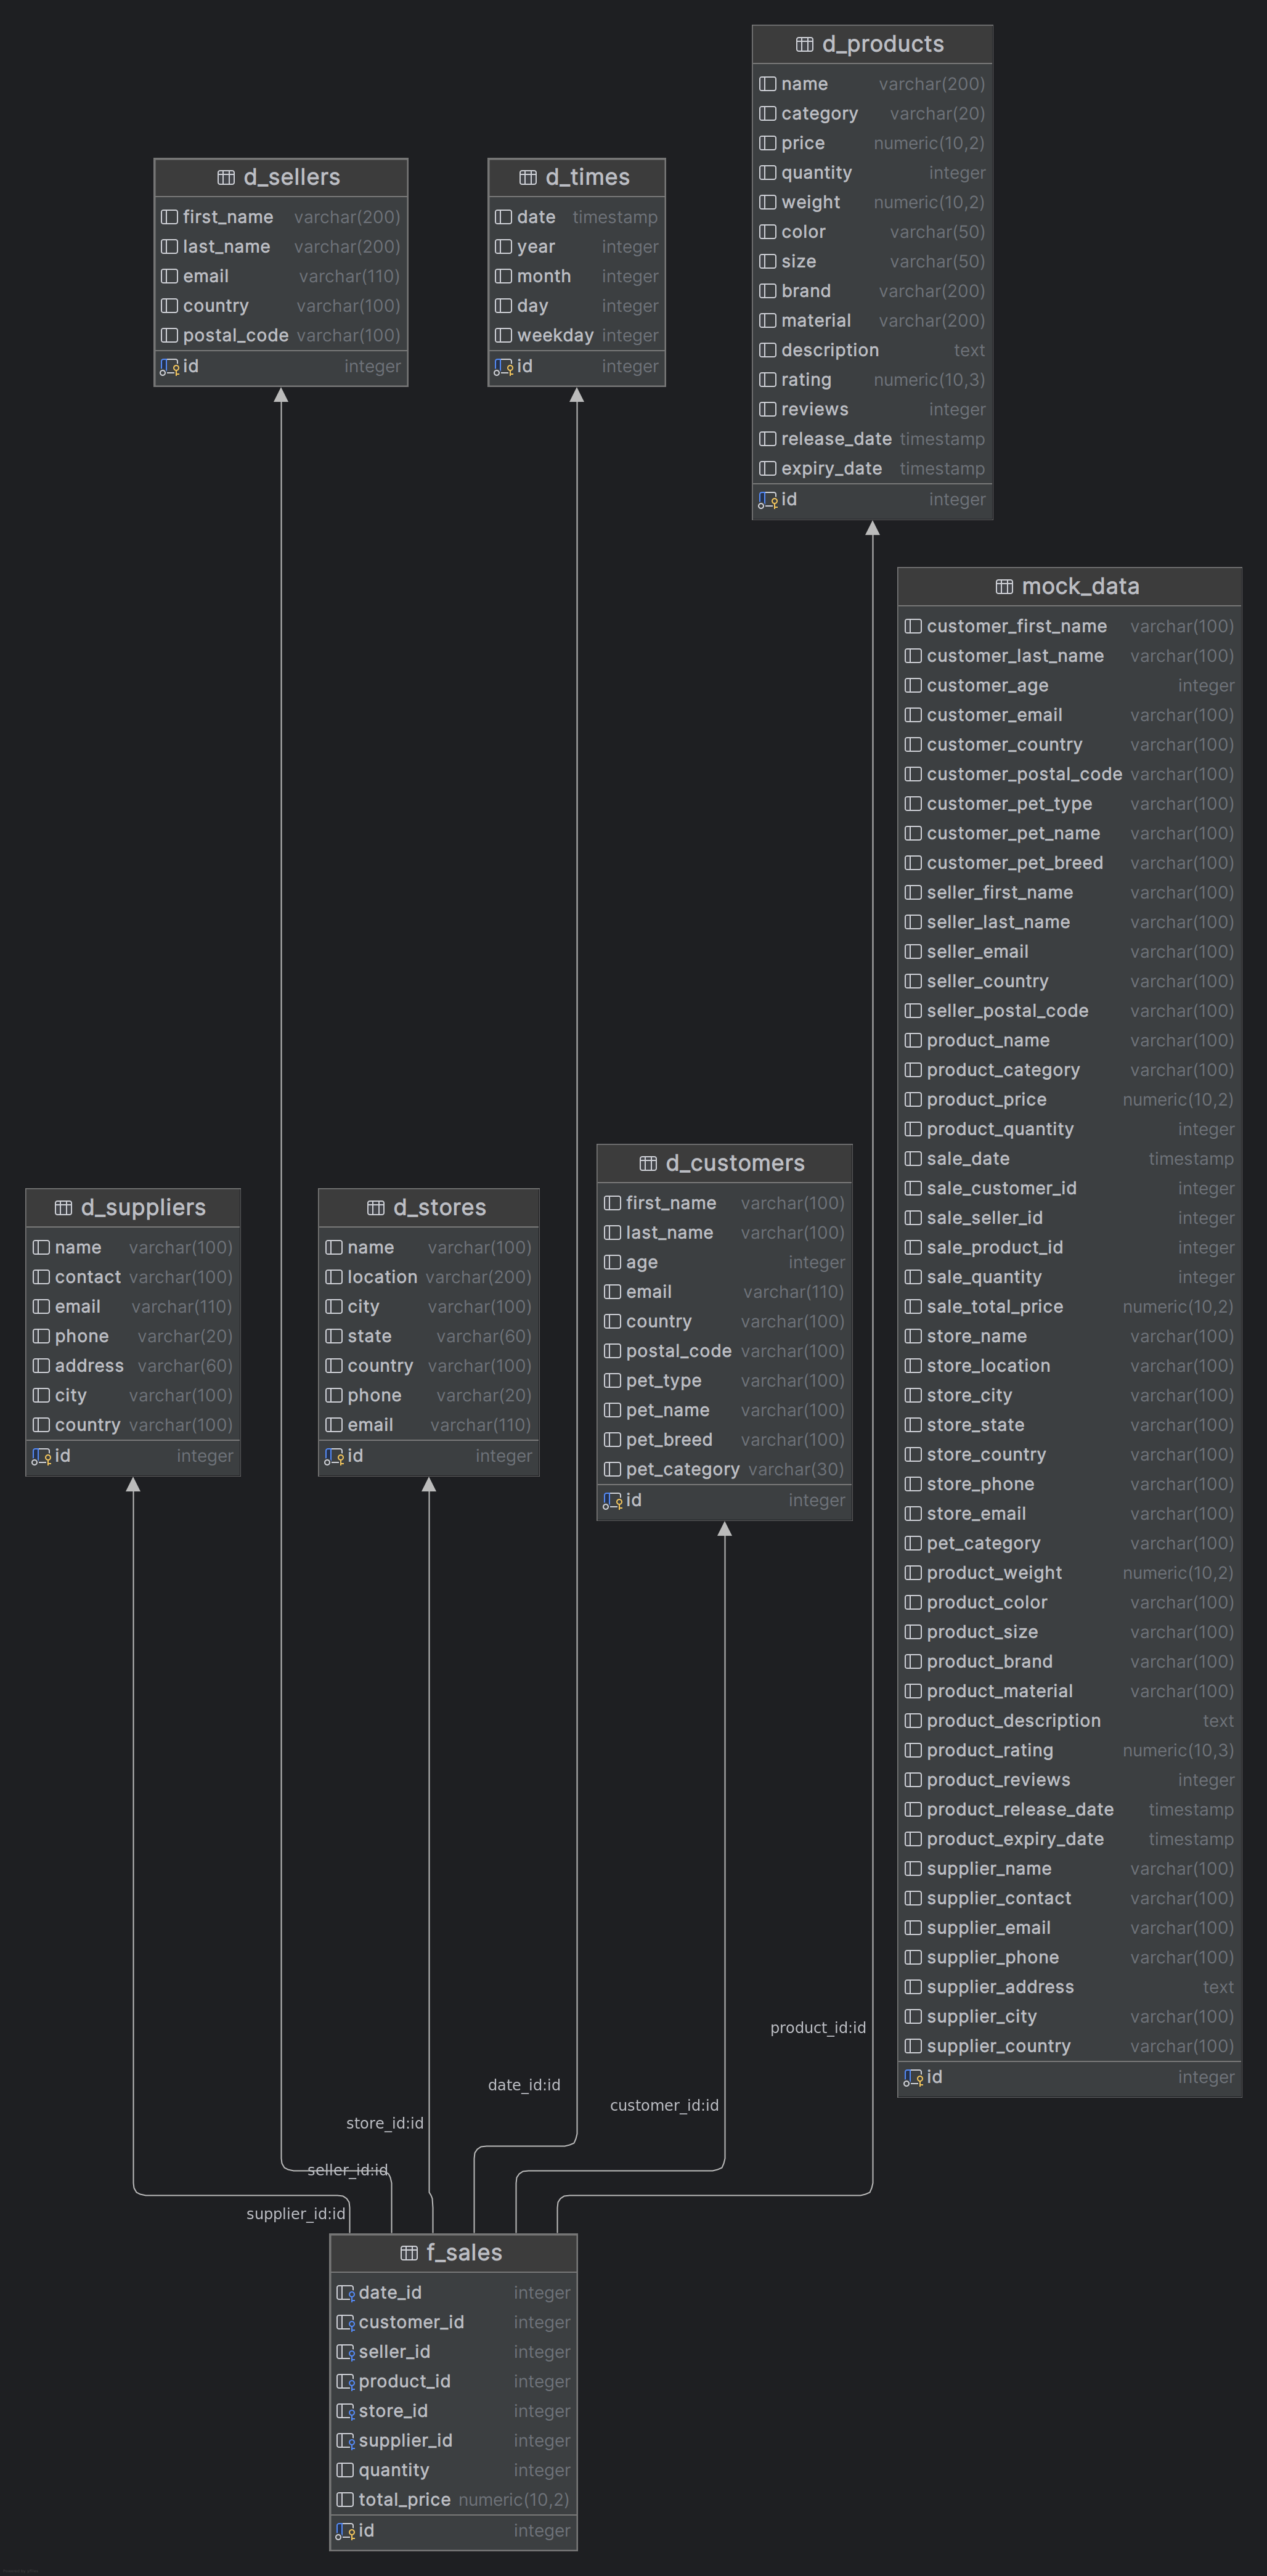 d_products
name varchar(200)
category varchar(20)
price numeric(10,2)
quantity integer
weight numeric(10,2)
color varchar(50)
size varchar(50)
brand varchar(200)
material varchar(200)
description text
rating numeric(10,3)
reviews integer
release_date timestamp
expiry_date timestamp
id integer
d_sellers
first_name varchar(200)
last_name varchar(200)
email varchar(110)
country varchar(100)
postal_code varchar(100)
id integer
d_times
date timestamp
year integer
month integer
day integer
weekday integer
id integer
mock_data
customer_first_name varchar(100)
customer_last_name varchar(100)
customer_age integer
customer_email varchar(100)
customer_country varchar(100)
customer_postal_code varchar(100)
customer_pet_type varchar(100)
customer_pet_name varchar(100)
customer_pet_breed varchar(100)
seller_first_name varchar(100)
seller_last_name varchar(100)
seller_email varchar(100)
seller_country varchar(100)
seller_postal_code varchar(100)
product_name varchar(100)
product_category varchar(100)
product_price numeric(10,2)
product_quantity integer
sale_date timestamp
sale_customer_id integer
sale_seller_id integer
sale_product_id integer
sale_quantity integer
sale_total_price numeric(10,2)
store_name varchar(100)
store_location varchar(100)
store_city varchar(100)
store_state varchar(100)
store_country varchar(100)
store_phone varchar(100)
store_email varchar(100)
pet_category varchar(100)
product_weight numeric(10,2)
product_color varchar(100)
product_size varchar(100)
product_brand varchar(100)
product_material varchar(100)
product_description text
product_rating numeric(10,3)
product_reviews integer
product_release_date timestamp
product_expiry_date timestamp
supplier_name varchar(100)
supplier_contact varchar(100)
supplier_email varchar(100)
supplier_phone varchar(100)
supplier_address text
supplier_city varchar(100)
supplier_country varchar(100)
id integer
d_suppliers
name varchar(100)
contact varchar(100)
email varchar(110)
phone varchar(20)
address varchar(60)
city varchar(100)
country varchar(100)
id integer
d_stores
name varchar(100)
location varchar(200)
city varchar(100)
state varchar(60)
country varchar(100)
phone varchar(20)
email varchar(110)
id integer
d_customers
first_name varchar(100)
last_name varchar(100)
age integer
email varchar(110)
country varchar(100)
postal_code varchar(100)
pet_type varchar(100)
pet_name varchar(100)
pet_breed varchar(100)
pet_category varchar(30)
id integer
product_id:id
date_id:id
customer_id:id
store_id:id
seller_id:id
supplier_id:id
f_sales
date_id integer
customer_id integer
seller_id integer
product_id integer
store_id integer
supplier_id integer
quantity integer
total_price numeric(10,2)
id integer